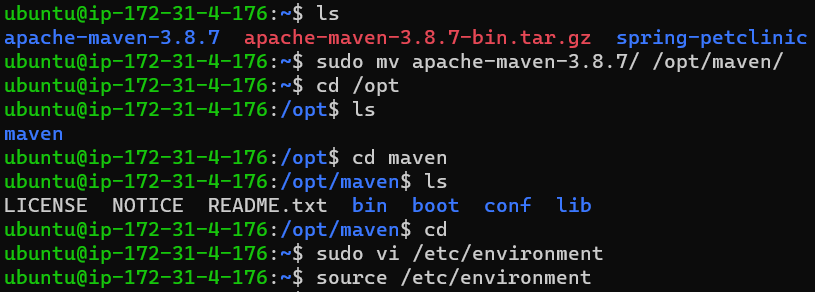 ubuntu@ip-172-31-4-176:~$ ls
apache-maven-3.8.7  apache-maven-3.8.7-bin.tar.gz  spring-petclinic
ubuntu@ip-172-31-4-176:~$ sudo mv apache-maven-3.8.7/ /opt/maven/
ubuntu@ip-172-31-4-176:~$ cd /opt
ubuntu@ip-172-31-4-176:/opt$ ls
maven
ubuntu@ip-172-31-4-176:/opt$ cd maven
ubuntu@ip-172-31-4-176:/opt/maven$ ls
LICENSE  NOTICE  README.txt  bin  boot  conf  lib
ubuntu@ip-172-31-4-176:/opt/maven$ cd
ubuntu@ip-172-31-4-176:~$ sudo vi /etc/environment
ubuntu@ip-172-31-4-176:~$ source /etc/environment